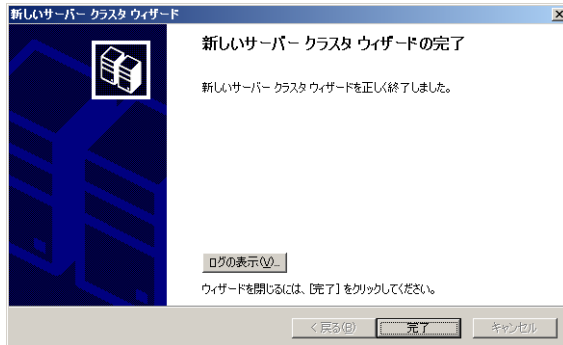 新しいサーバー クラスタ ウィザード
新しいサーバー クラスタ ウィザードの完了
新しいサーバー クラスタ ウィザードを正しく終了しました。
ログの表示(V)...
ウィザードを閉じるには、[完了] をクリックしてください。
< 戻る(B) 完了 キャンセル